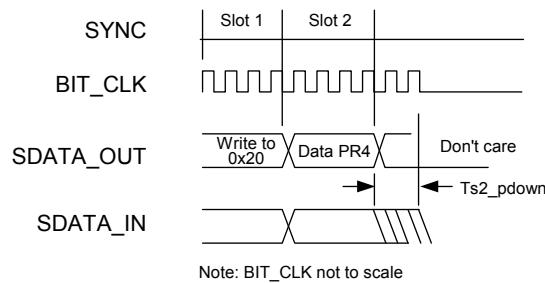 Slot 1 Slot 2
SYNC
BIT_CLK
SDATA_OUT
Write to
0x20
Data PR4
Don't care
Ts2_pdown
SDATA_IN
Note: BIT_CLK not to scale